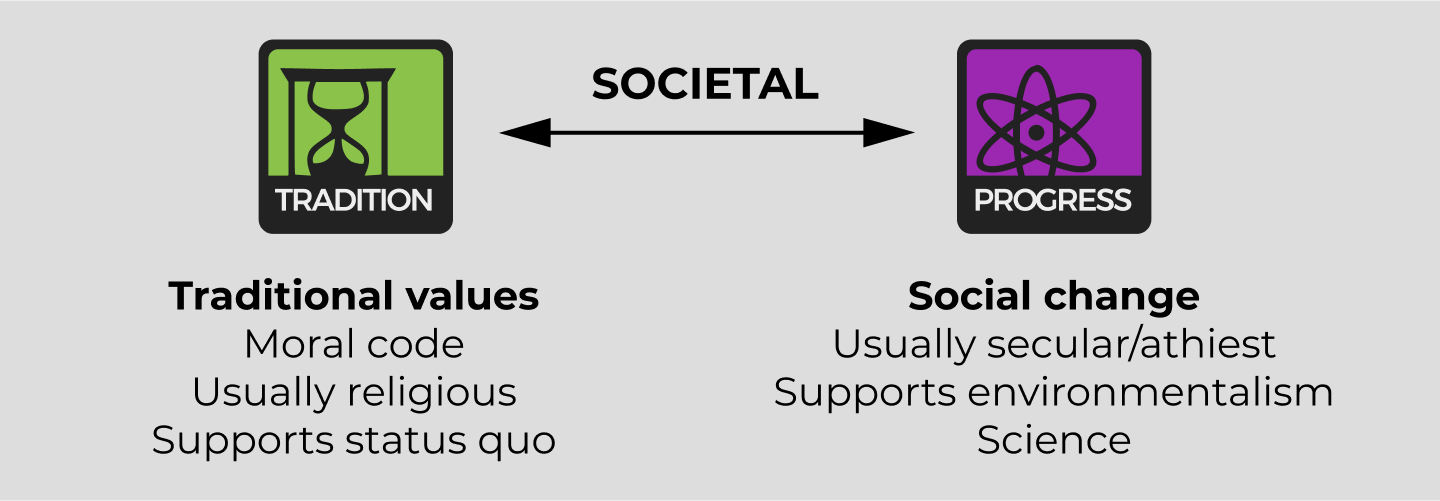 SOCIETAL
TRADITION
PROGRESS
Traditional values
Moral code
Usually religious
Supports status quo
Social change
Usually secular/athiest
Supports environmentalism
Science